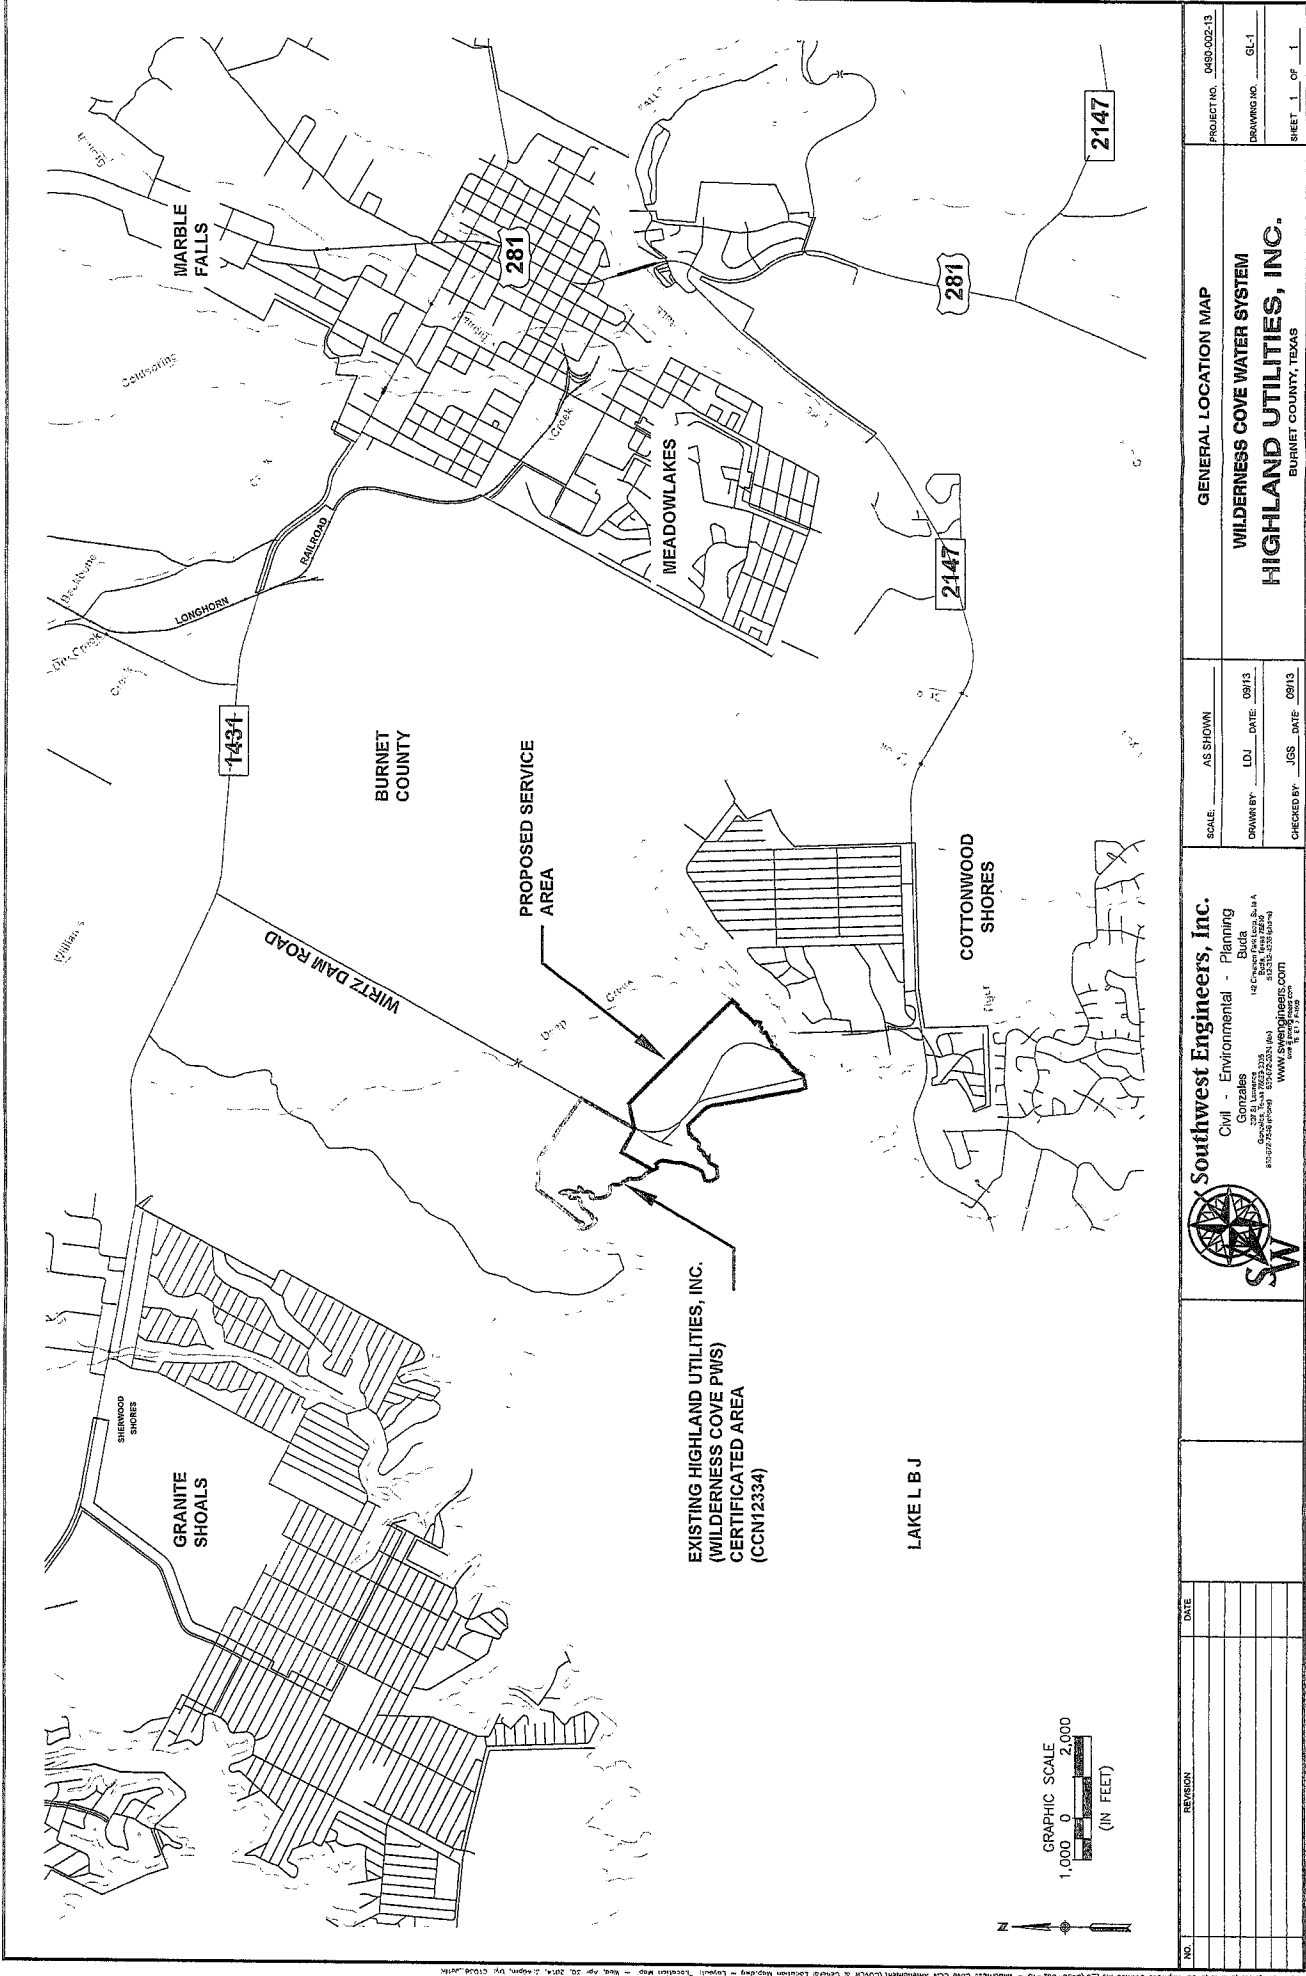 MARBLE
FALLS
281
281
2147
2147
1431
Coldspring
Backbone
Creek
LONGHORN
RAILROAD
Creek
MEADOWLAKES
BURNET
COUNTY
PROPOSED SERVICE
AREA
WIRTZ DAM ROAD
COTTONWOOD
SHORES
SHERWOOD
SHORES
GRANITE
SHOALS
EXISTING HIGHLAND UTILITIES, INC.
(WILDERNESS COVE PWS)
CERTIFICATED AREA
(CCN12334)
LAKE L B J
N
GRAPHIC SCALE
1,000 0 2,000
(IN FEET)
NO. REVISION DATE
SW
Southwest Engineers, Inc.
Civil - Environmental - Planning
Gonzales Buda
www.swengineers.com
SCALE: AS SHOWN
DRAWN BY: LDJ DATE: 09/13
CHECKED BY: JGS DATE: 09/13
GENERAL LOCATION MAP
WILDERNESS COVE WATER SYSTEM
HIGHLAND UTILITIES, INC.
BURNET COUNTY, TEXAS
PROJECT NO. 0490-002-13
DRAWING NO. GL-1
SHEET 1 OF 1